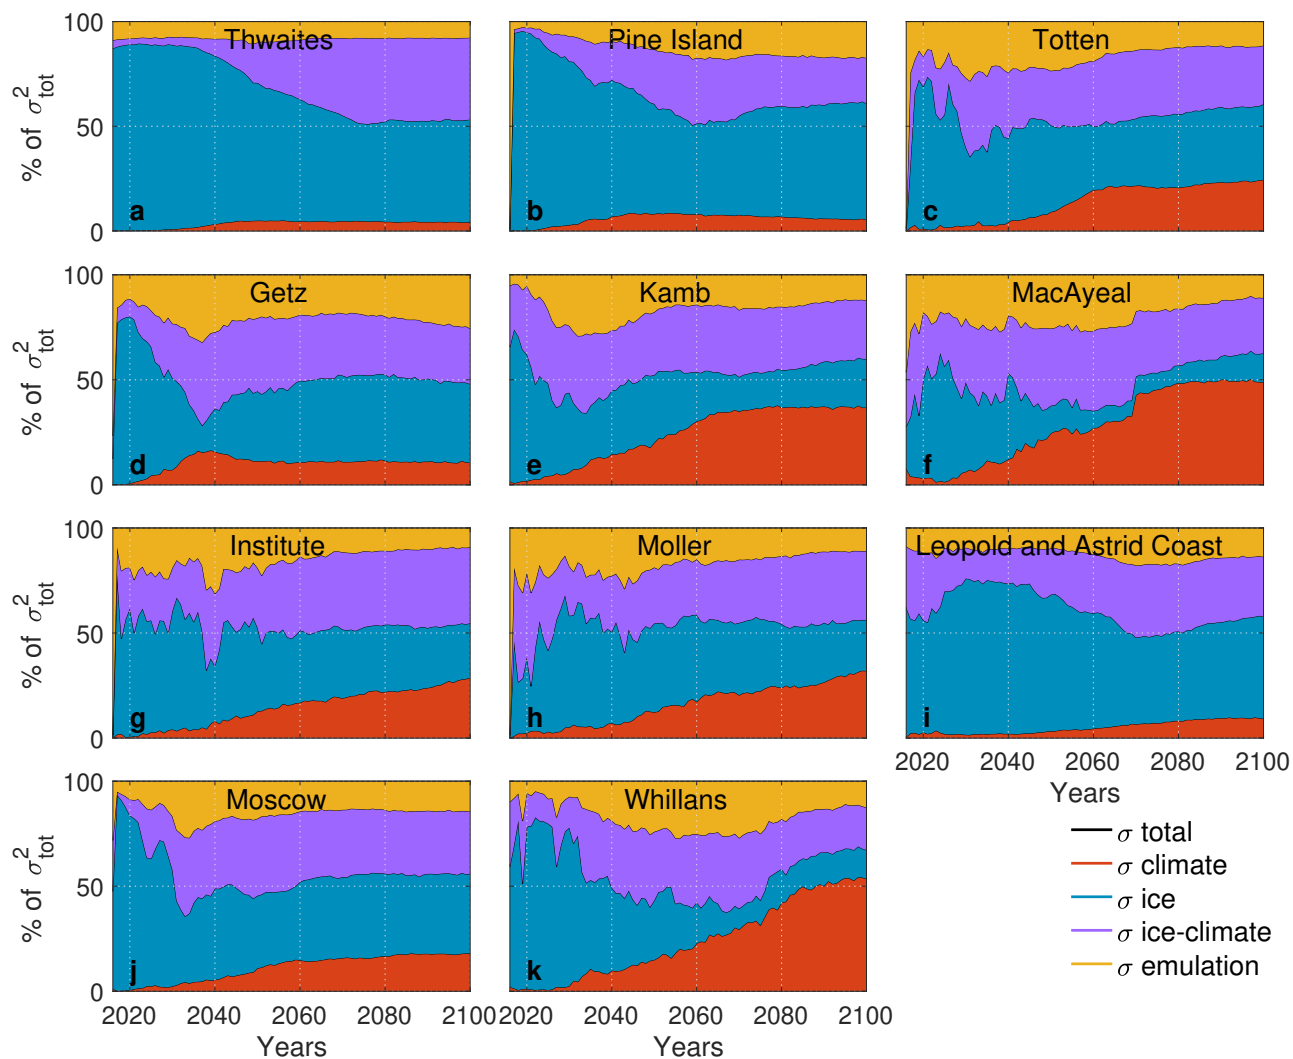 Thwaites
Pine Island
Totten
100
50
0
% of σ²tot
a
b
c
Getz
Kamb
MacAyeal
100
50
0
% of σ²tot
d
e
f
Institute
Moller
Leopold and Astrid Coast
100
50
0
% of σ²tot
g
h
i
2020 2040 2060 2080 2100
Years
Moscow
Whillans
100
50
0
% of σ²tot
j
k
2020 2040 2060 2080 2100
2020 2040 2060 2080 2100
Years
Years
σ total
σ climate
σ ice
σ ice-climate
σ emulation